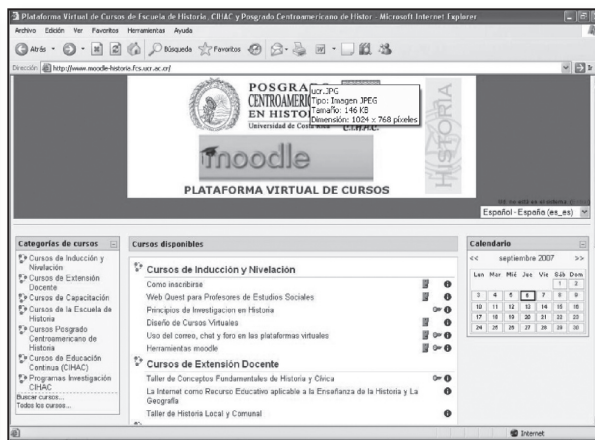 Plataforma Virtual de Cursos de Escuela de Historia, CIHAC y Posgrado Centroamericano de Histor - Microsoft Internet Explorer
Archivo Edición Ver Favoritos Herramientas Ayuda
Atrás Búsqueda Favoritos
Dirección http://www.moodle-historia.fcs.ucr.ac.cr/ Ir
POSGRA
CENTROAMERI
EN HISTO
Universidad de Costa
C.I.H.A.C.
ucr.JPG
Tipo: Imagen JPEG
Tamaño: 146 KB
Dimensión: 1024 x 768 píxeles
HISTORIA
moodle
PLATAFORMA VIRTUAL DE CURSOS
Español - España (es_es)
Categorías de cursos
Cursos de Inducción y
Nivelación
Cursos de Extensión
Docente
Cursos de Capacitación
Cursos de la Escuela de
Historia
Cursos Posgrado
Centroamericano de
Historia
Cursos de Educación
Continua (CIHAC)
Programas Investigación
CIHAC
Buscar cursos...
Todos los cursos...
Cursos disponibles
Cursos de Inducción y Nivelación
Como inscribirse
Web Quest para Profesores de Estudios Sociales
Principios de Investigacion en Historia
Diseño de Cursos Virtuales
Uso del correo, chat y foro en las plataformas virtuales
Herramientas moodle
Cursos de Extensión Docente
Taller de Conceptos Fundamentales de Historia y Cívica
La Internet como Recurso Educativo aplicable a la Enseñanza de la Historia y La
Geografía
Taller de Historia Local y Comunal
Calendario
<< septiembre 2007 >>
Lun Mar Mié Jue Vie Sáb Dom
1 2
3 4 5 6 7 8 9
10 11 12 13 14 15 16
17 18 19 20 21 22 23
24 25 26 27 28 29 30
Internet